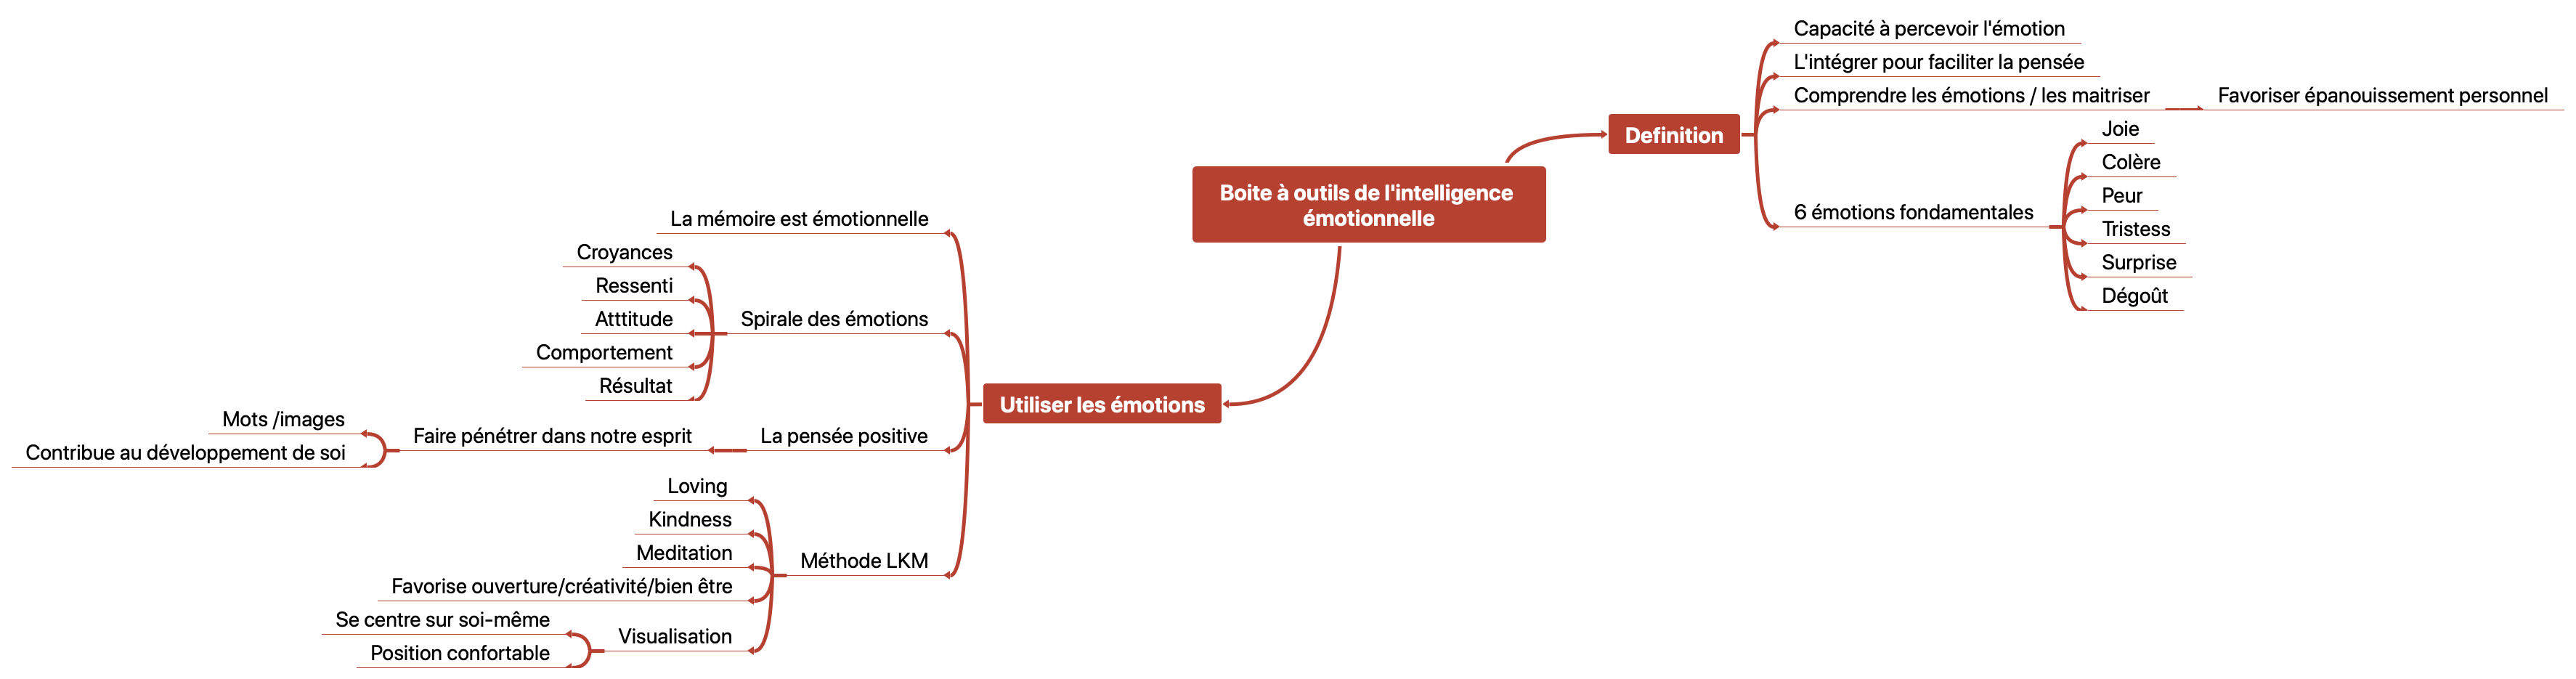 Boite à outils de l'intelligence
émotionnelle
Definition
Capacité à percevoir l'émotion
L'intégrer pour faciliter la pensée
Comprendre les émotions / les maitriser
Favoriser épanouissement personnel
6 émotions fondamentales
Joie
Colère
Peur
Tristess
Surprise
Dégoût
Utiliser les émotions
La mémoire est émotionnelle
Spirale des émotions
Croyances
Ressenti
Atttitude
Comportement
Résultat
La pensée positive
Faire pénétrer dans notre esprit
Mots /images
Contribue au développement de soi
Méthode LKM
Loving
Kindness
Meditation
Favorise ouverture/créativité/bien être
Visualisation
Se centre sur soi-même
Position confortable